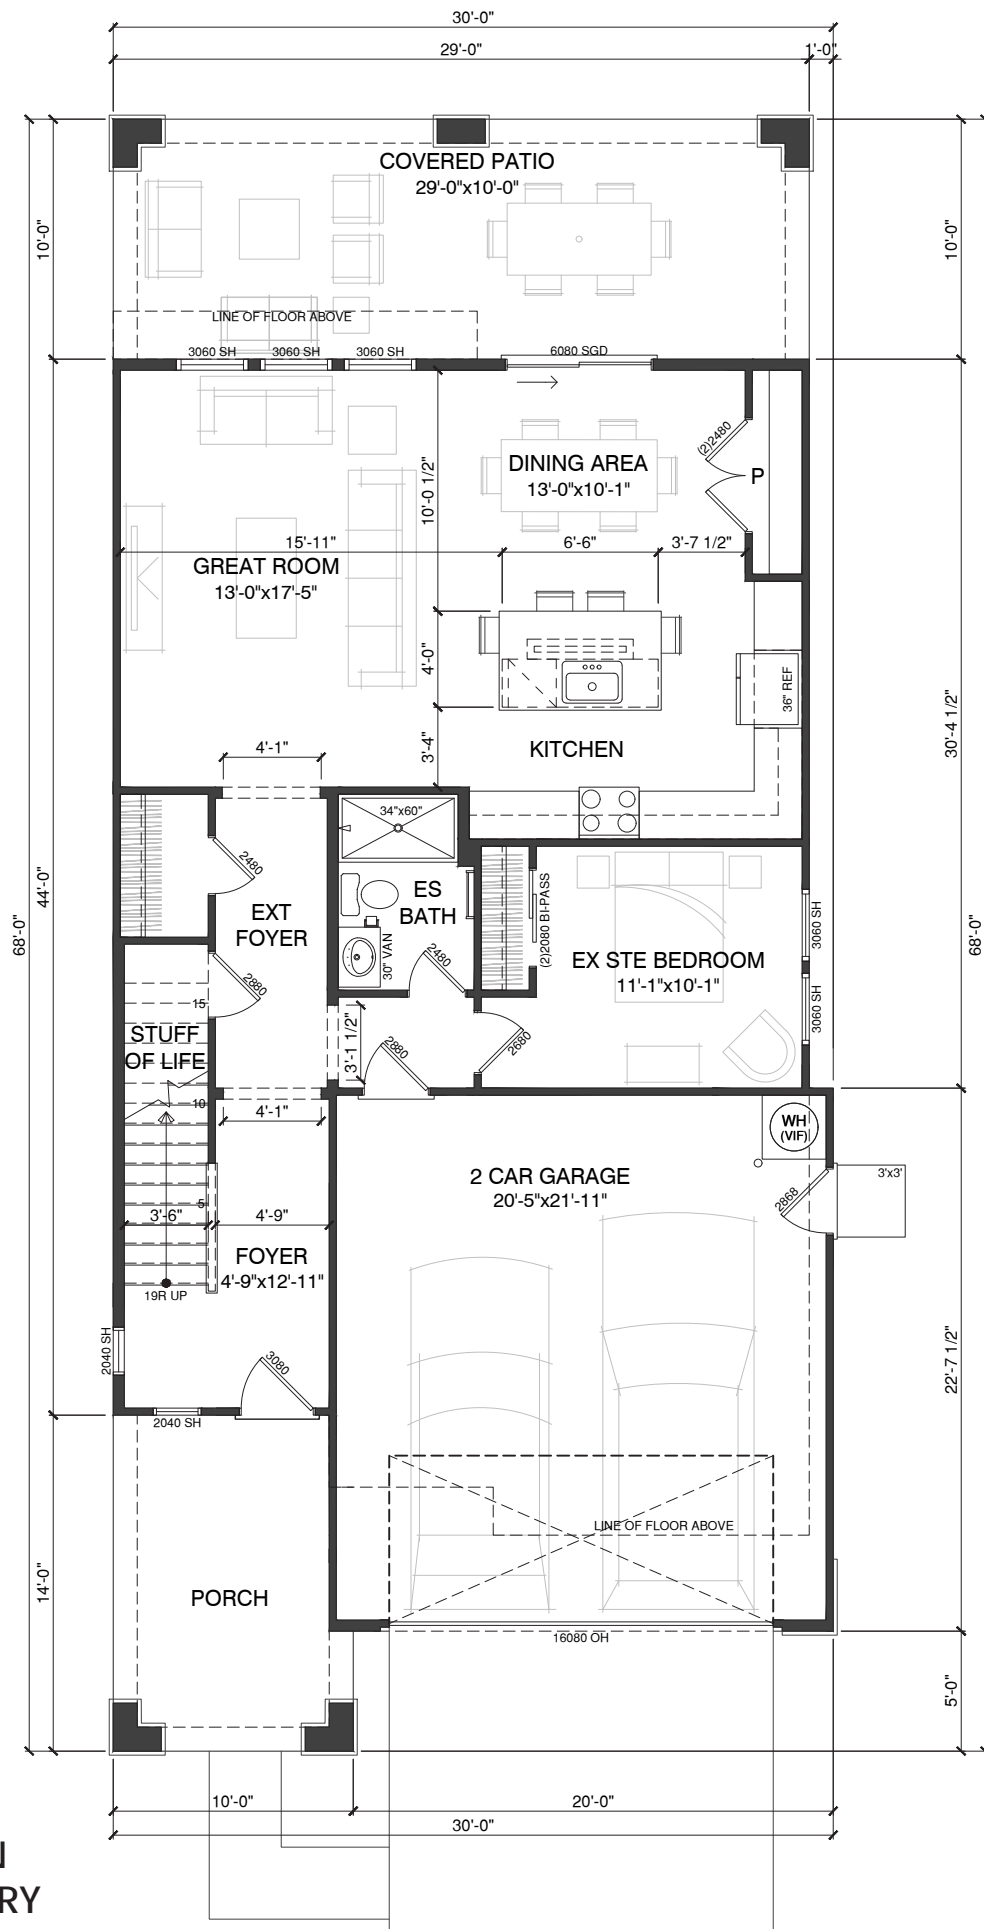 30'-0"
29'-0"
1'-0"
COVERED PATIO
29'-0"x10'-0"
10'-0"
10'-0"
LINE OF FLOOR ABOVE
3060 SH
3060 SH
3060 SH
6080 SGD
(2)2480
P
DINING AREA
13'-0"x10'-1"
10'-0 1/2"
15'-11"
6'-6"
3'-7 1/2"
GREAT ROOM
13'-0"x17'-5"
4'-0"
36" REF
30'-4 1/2"
3'-4"
KITCHEN
4'-1"
34"x60"
2480
ES
BATH
EXT
FOYER
30" VAN
2480
(2)2080 BI-PASS
3060 SH
EX STE BEDROOM
11'-1"x10'-1"
3060 SH
44'-0"
68'-0"
68'-0"
2880
15
STUFF
OF LIFE
3'-1 1/2"
2880
2680
10
4'-1"
WH
(VIF)
2 CAR GARAGE
20'-5"x21'-11"
3'x3'
2868
5
3'-6"
4'-9"
FOYER
4'-9"x12'-11"
19R UP
2040 SH
3080
2040 SH
22'-7 1/2"
LINE OF FLOOR ABOVE
PORCH
14'-0"
16080 OH
5'-0"
10'-0"
20'-0"
30'-0"
N
RY